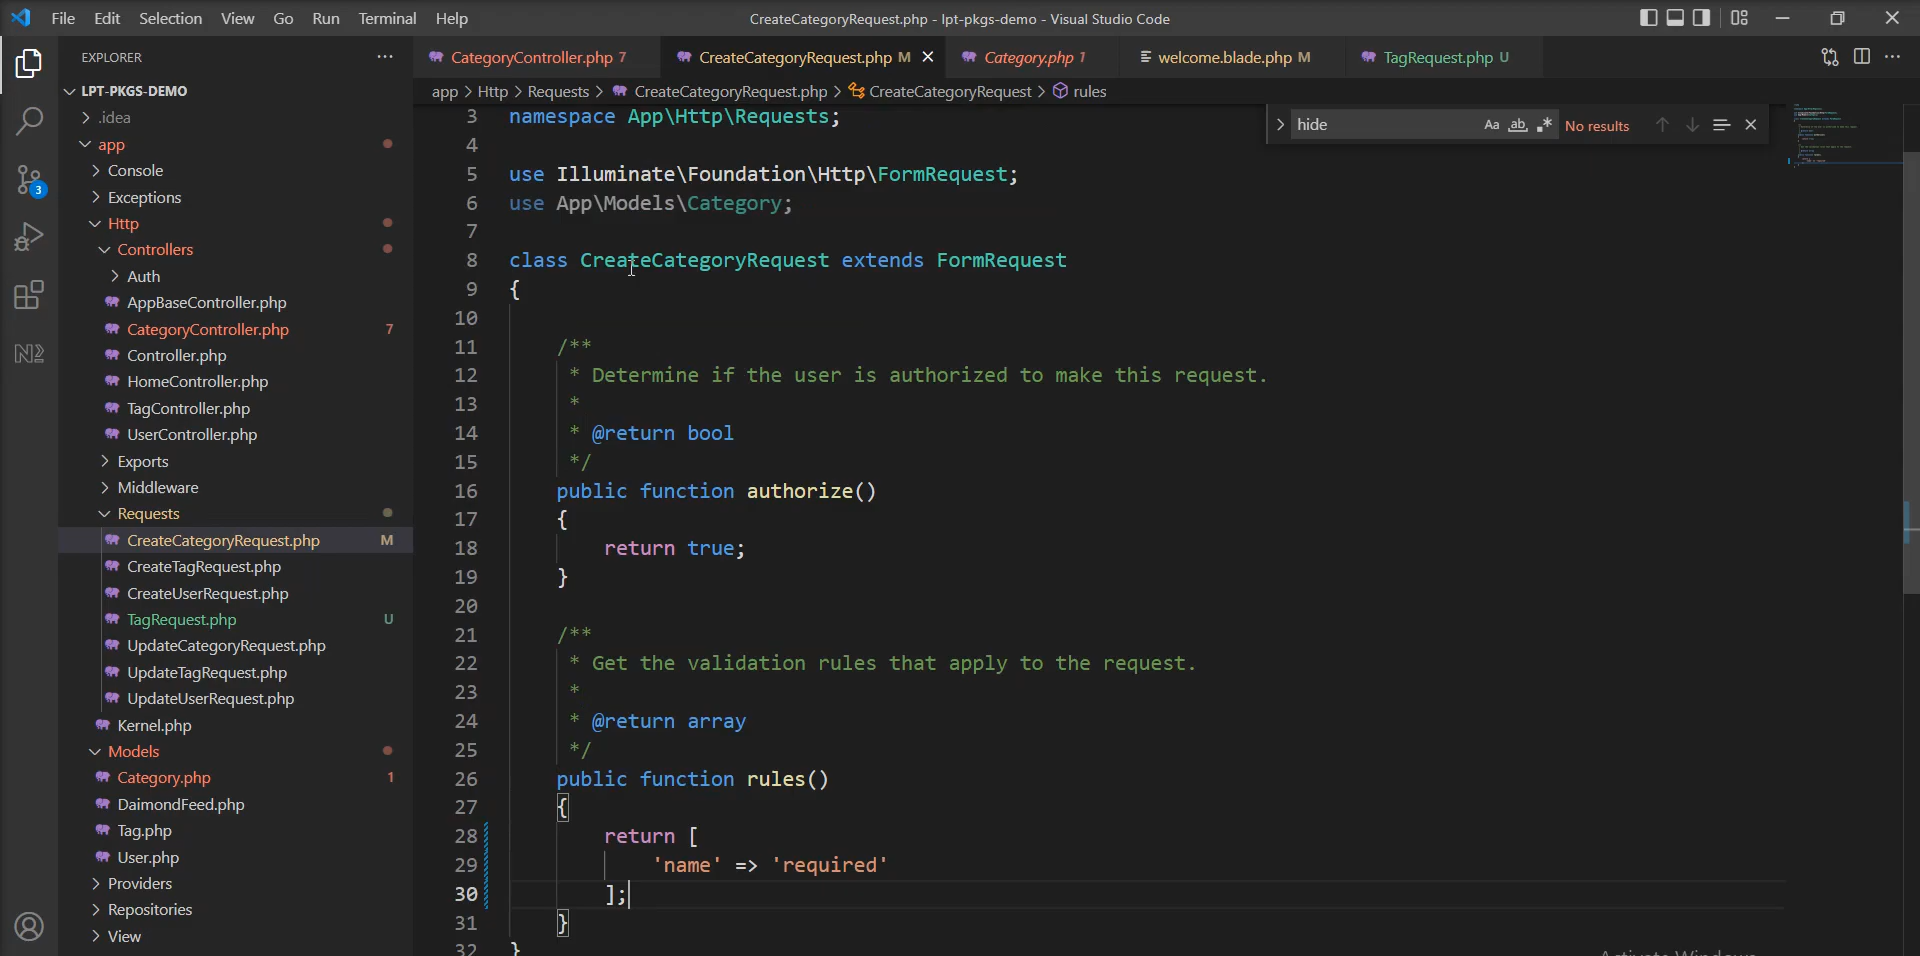 File Edit Selection View Go Run Terminal Help
CreateCategoryRequest.php - lpt-pkgs-demo - Visual Studio Code
EXPLORER
CategoryController.php 7
CreateCategoryRequest.php M
Category.php 1
welcome.blade.php M
TagRequest.php U
LPT-PKGS-DEMO
app > Http > Requests > CreateCategoryRequest.php > CreateCategoryRequest > rules
hide Aa ab No results
3
.idea
app
Console
Exceptions
Http
Controllers
Auth
AppBaseController.php
CategoryController.php 7
Controller.php
HomeController.php
TagController.php
UserController.php
Exports
Middleware
Requests
CreateCategoryRequest.php M
CreateTagRequest.php
CreateUserRequest.php
TagRequest.php U
UpdateCategoryRequest.php
UpdateTagRequest.php
UpdateUserRequest.php
Kernel.php
Models
Category.php 1
DaimondFeed.php
Tag.php
User.php
Providers
Repositories
View
3 namespace App\Http\Requests;
4
5 use Illuminate\Foundation\Http\FormRequest;
6 use App\Models\Category;
7
8 class CreateCategoryRequest extends FormRequest
9 {
10
11 /**
12 * Determine if the user is authorized to make this request.
13 *
14 * @return bool
15 */
16 public function authorize()
17 {
18 return true;
19 }
20
21 /**
22 * Get the validation rules that apply to the request.
23 *
24 * @return array
25 */
26 public function rules()
27 {
28 return [
29 'name' => 'required'
30 ];
31 }
32 }